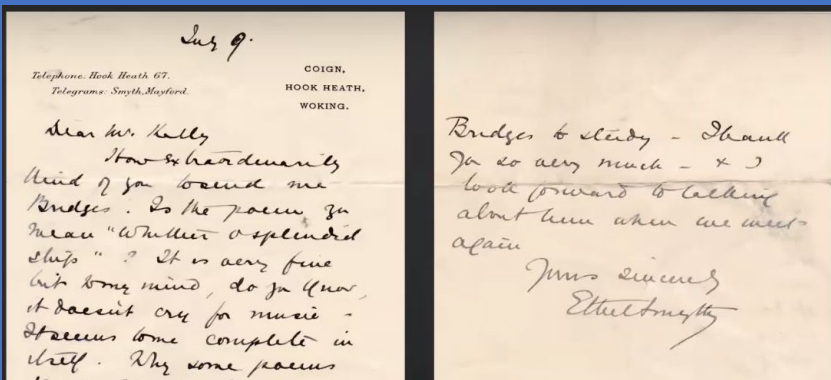 July 9.
Telephone: Hook Heath 67.
Telegrams: Smyth, Mayford.
COIGN,
HOOK HEATH,
WOKING.
Dear Mr. Kelly
How extraordinarily
kind of you to send me
Bridges. Is the poem you
mean "Whither o splendid
ship"? It is very fine
but to my mind, do you know,
it doesn't cry for music -
It seems to me complete in
itself. Why some poems
Bridges to study - Thank
you so very much - & I
look forward to talking
about him when we meet
again
Yours sincerely
Ethel Smyth